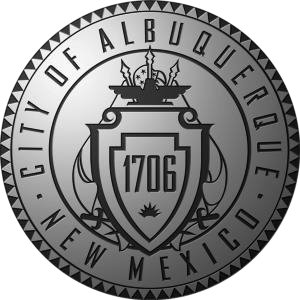 CITY OF ALBUQUERQUE
1706
· NEW MEXICO ·